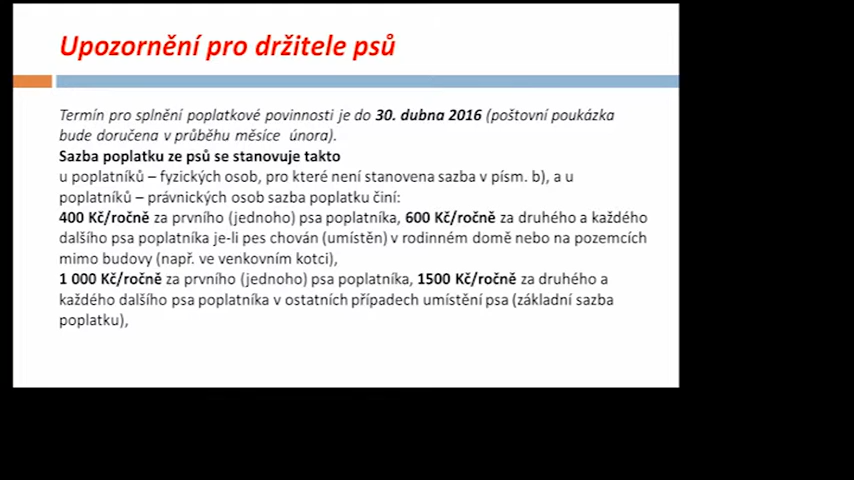 Upozornění pro držitele psů
Termín pro splnění poplatkové povinnosti je do 30. dubna 2016 (poštovní poukázka
bude doručena v průběhu měsíce února).
Sazba poplatku ze psů se stanovuje takto
u poplatníků – fyzických osob, pro které není stanovena sazba v písm. b), a u
poplatníků – právnických osob sazba poplatku činí:
400 Kč/ročně za prvního (jednoho) psa poplatníka, 600 Kč/ročně za druhého a každého
dalšího psa poplatníka je-li pes chován (umístěn) v rodinném domě nebo na pozemcích
mimo budovy (např. ve venkovním kotci),
1 000 Kč/ročně za prvního (jednoho) psa poplatníka, 1500 Kč/ročně za druhého a
každého dalšího psa poplatníka v ostatních případech umístění psa (základní sazba
poplatku),